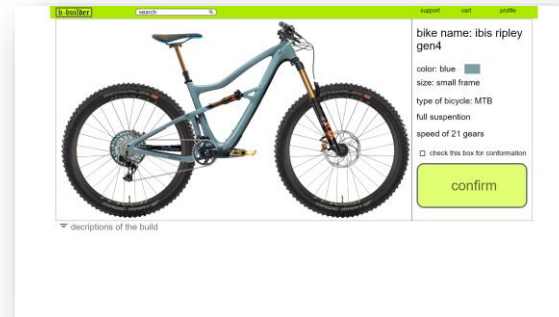 b-builder
search
support cart profile
bike name: ibis ripley
gen4
color: blue
size: small frame
type of bicycle: MTB
full suspention
speed of 21 gears
check this box for conformation
confirm
decriptions of the build